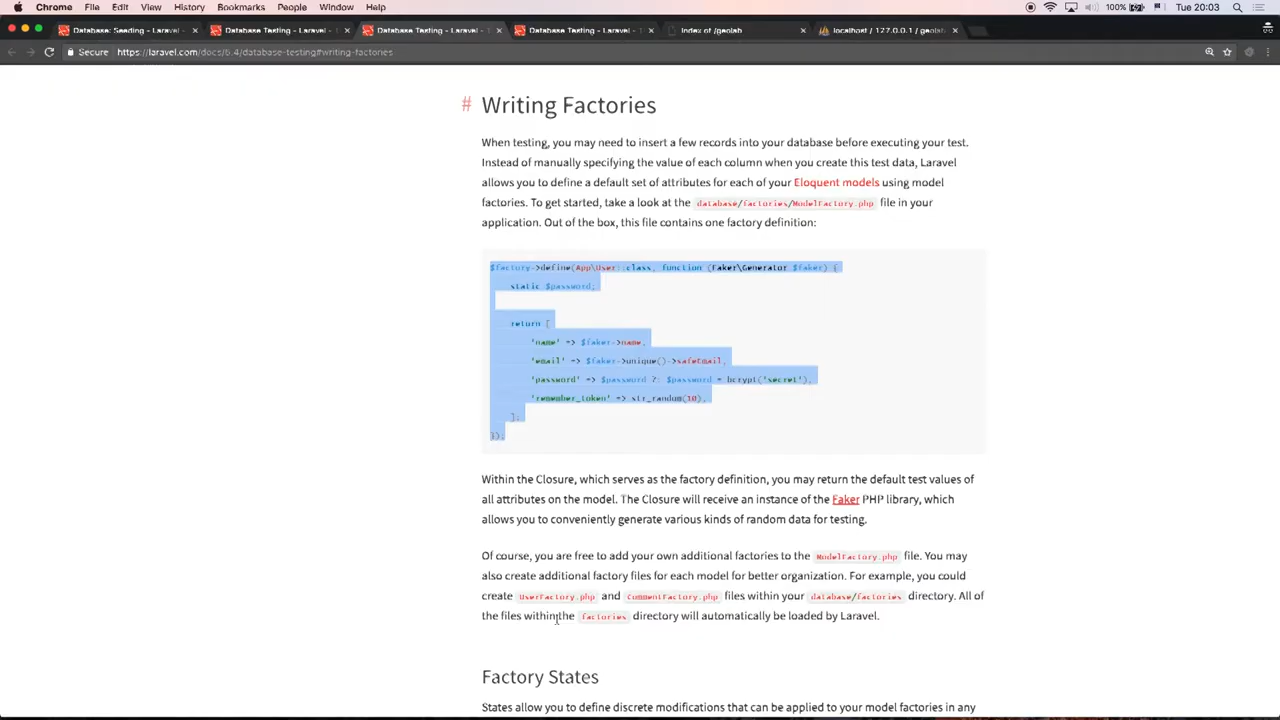 Chrome File Edit View History Bookmarks People Window Help 100% Tue 20:03
Database: Seeding - Laravel - Database Testing - Laravel - Database Testing - Laravel - Database Testing - Laravel - Index of /geolab localhost / 127.0.0.1 / geolab
Secure https://laravel.com/docs/5.4/database-testing#writing-factories
# Writing Factories
When testing, you may need to insert a few records into your database before executing your test.
Instead of manually specifying the value of each column when you create this test data, Laravel
allows you to define a default set of attributes for each of your Eloquent models using model
factories. To get started, take a look at the database/factories/ModelFactory.php file in your
application. Out of the box, this file contains one factory definition:
$factory->define(App\User::class, function (Faker\Generator $faker) {
static $password;
return [
'name' => $faker->name,
'email' => $faker->unique()->safeEmail,
'password' => $password ?: $password = bcrypt('secret'),
'remember_token' => str_random(10),
];
});
Within the Closure, which serves as the factory definition, you may return the default test values of
all attributes on the model. The Closure will receive an instance of the Faker PHP library, which
allows you to conveniently generate various kinds of random data for testing.
Of course, you are free to add your own additional factories to the ModelFactory.php file. You may
also create additional factory files for each model for better organization. For example, you could
create UserFactory.php and CommentFactory.php files within your database/factories directory. All of
the files within the factories directory will automatically be loaded by Laravel.
Factory States
States allow you to define discrete modifications that can be applied to your model factories in any